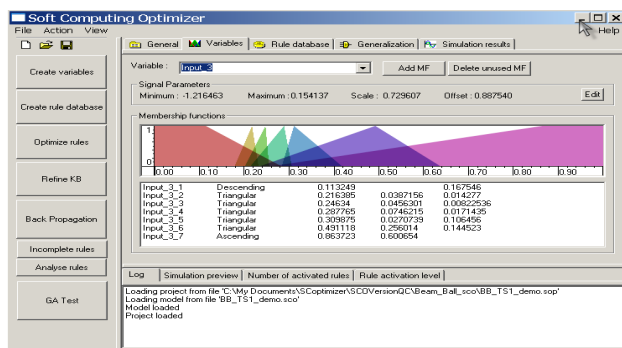 Soft Computing Optimizer
File Action View Help
General Variables Rule database Generalization Simulation results
Create variables
Create rule database
Optimize rules
Refine KB
Back Propagation
Incomplete rules
Analyse rules
GA Test
Variable : Input_3 Add MF Delete unused MF
Signal Parameters
Minimum : -1.216463 Maximum : 0.154137 Scale : 0.729607 Offset : 0.887540 Edit
Membership functions
1
0
0.00 0.10 0.20 0.30 0.40 0.50 0.60 0.70 0.80 0.90
Input_3_1 Descending 0.113249 0.167546
Input_3_2 Triangular 0.216385 0.0387156 0.014277
Input_3_3 Triangular 0.24634 0.0456301 0.00822536
Input_3_4 Triangular 0.287765 0.0746215 0.0171435
Input_3_5 Triangular 0.309875 0.0270739 0.106456
Input_3_6 Triangular 0.491118 0.256014 0.144523
Input_3_7 Ascending 0.863723 0.600654
Log Simulation preview Number of activated rules Rule activation level
Loading project from file 'C:\My Documents\SCoptimizer\SCOVersionQC\Beam_Ball_sco\BB_TS1_demo.sop'
Loading model from file 'BB_TS1_demo.sco'
Model loaded
Project loaded